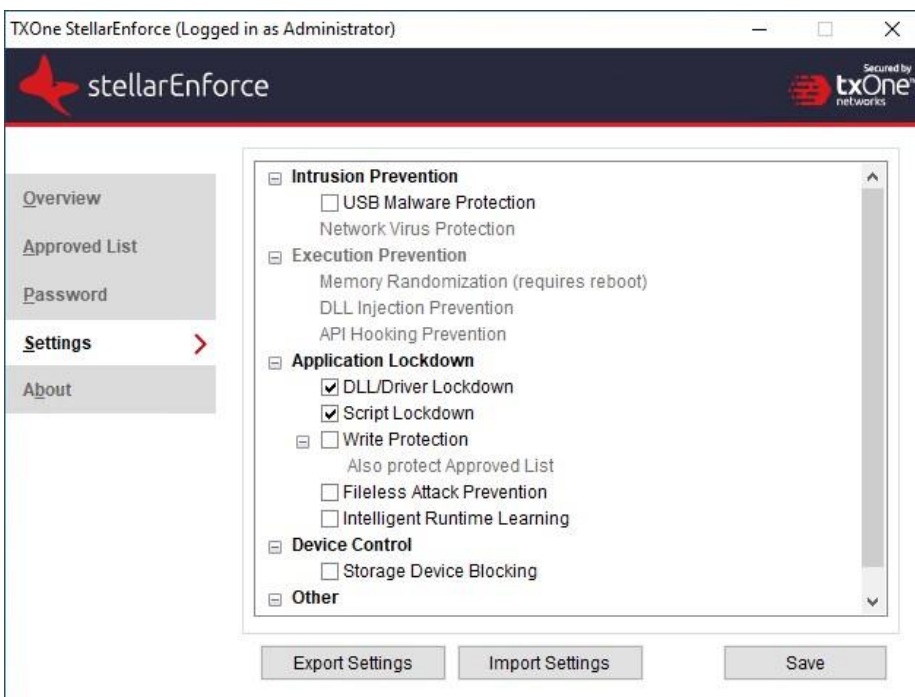 TXOne StellarEnforce (Logged in as Administrator)
stellarEnforce
Secured by
txOne™
networks
Overview
Approved List
Password
Settings
About
Intrusion Prevention
USB Malware Protection
Network Virus Protection
Execution Prevention
Memory Randomization (requires reboot)
DLL Injection Prevention
API Hooking Prevention
Application Lockdown
DLL/Driver Lockdown
Script Lockdown
Write Protection
Also protect Approved List
Fileless Attack Prevention
Intelligent Runtime Learning
Device Control
Storage Device Blocking
Other
Export Settings
Import Settings
Save